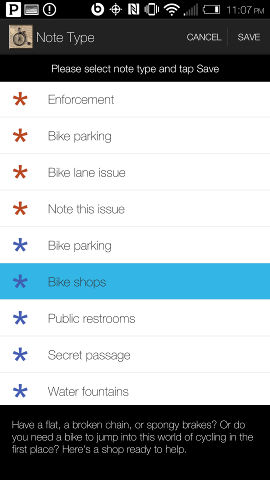 11:07 PM
Note Type
CANCEL
SAVE
Please select note type and tap Save
Enforcement
Bike parking
Bike lane issue
Note this issue
Bike parking
Bike shops
Public restrooms
Secret passage
Water fountains
Have a flat, a broken chain, or spongy brakes? Or do
you need a bike to jump into this world of cycling in the
first place? Here's a shop ready to help.